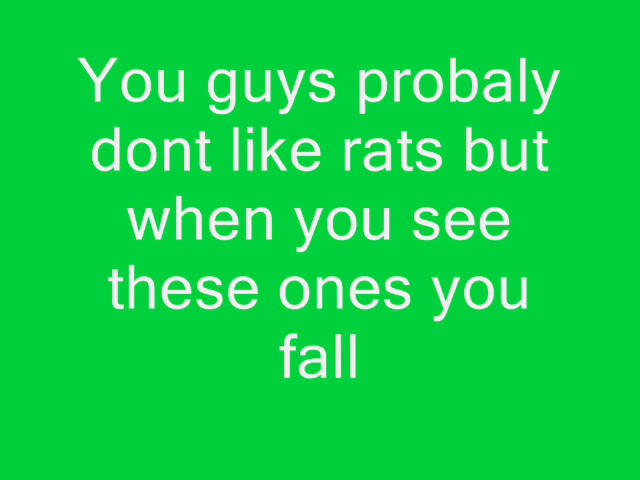 You guys probaly
dont like rats but
when you see
these ones you
fall